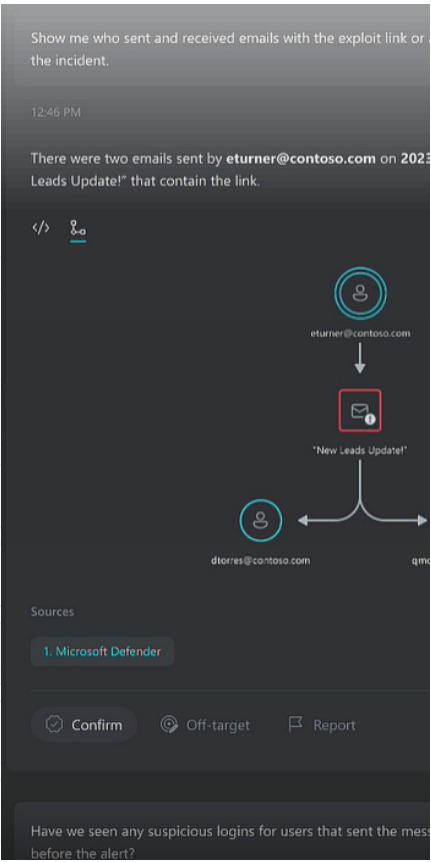 Show me who sent and received emails with the exploit link or
the incident.
12:46 PM
There were two emails sent by eturner@contoso.com on 2023
Leads Update!” that contain the link.
</>
eturner@contoso.com
"New Leads Update!"
dtorres@contoso.com
qmc
Sources
1. Microsoft Defender
Confirm
Off-target
Report
Have we seen any suspicious logins for users that sent the mess
before the alert?